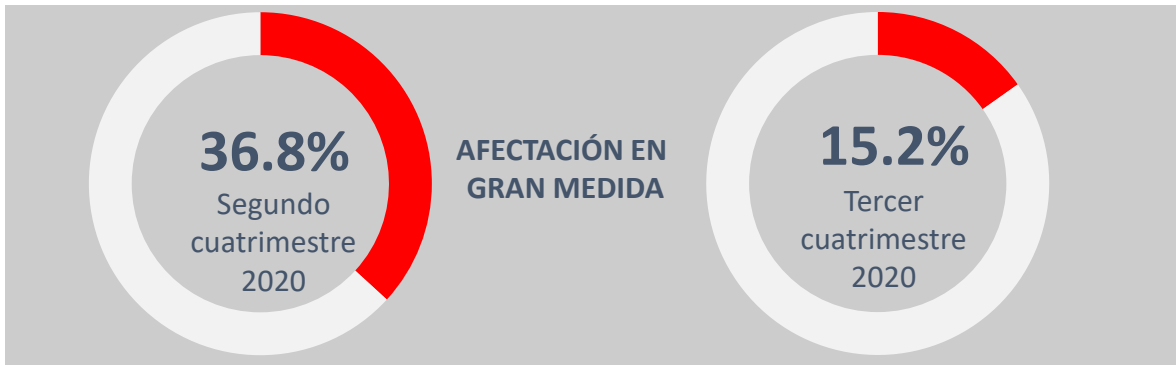 36.8%
Segundo
cuatrimestre
2020
AFECTACIÓN EN
GRAN MEDIDA
15.2%
Tercer
cuatrimestre
2020